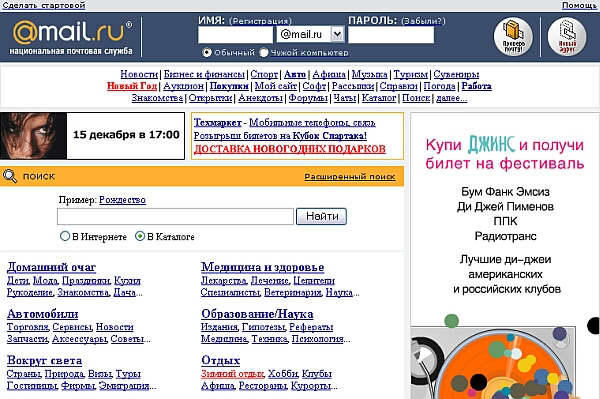 Сделать стартовой
Помощь
@mail.ru®
национальная почтовая служба
ИМЯ: (Регистрация)
ПАРОЛЬ: (Забыли?)
@mail.ru
Обычный
Чужой компьютер
Проверь почту!
Новый адрес
Новости | Бизнес и финансы | Спорт | Авто | Афиша | Музыка | Туризм | Сувениры
Новый Год | Аукцион | Покупки | Мой сайт | Софт | Рассылки | Справки | Погода | Работа
Знакомства | Открытки | Анекдоты | Форумы | Чаты | Каталог | Поиск | далее...
15 декабря в 17:00
Техмаркет - Мобильные телефоны, связь
Розыгрыш билетов на Кубок Спартака!
ДОСТАВКА НОВОГОДНИХ ПОДАРКОВ
ПОИСК
Расширенный поиск
Пример: Рождество
Найти
В Интернете
В Каталоге
Домашний очаг
Дети, Мода, Праздники, Кухня
Рукоделие, Знакомства, Дача...
Медицина и здоровье
Лекарства, Лечение, Целители
Специалисты, Ветеринария, Наука...
Автомобили
Торговля, Сервисы, Новости
Запчасти, Аксессуары, Советы...
Образование/Наука
Издания, Гипотезы, Рефераты
Медицина, Техника, Психология...
Вокруг света
Страны, Природа, Визы, Туры
Гостиницы, Фирмы, Эмиграция...
Отдых
Зимний отдых, Хобби, Клубы
Афиша, Рестораны, Курорты...
Купи ДЖИНС и получи
билет на фестиваль
Бум Фанк Эмсиз
Ди Джей Пименов
ППК
Радиотранс
Лучшие ди-джеи
американских
и российских клубов